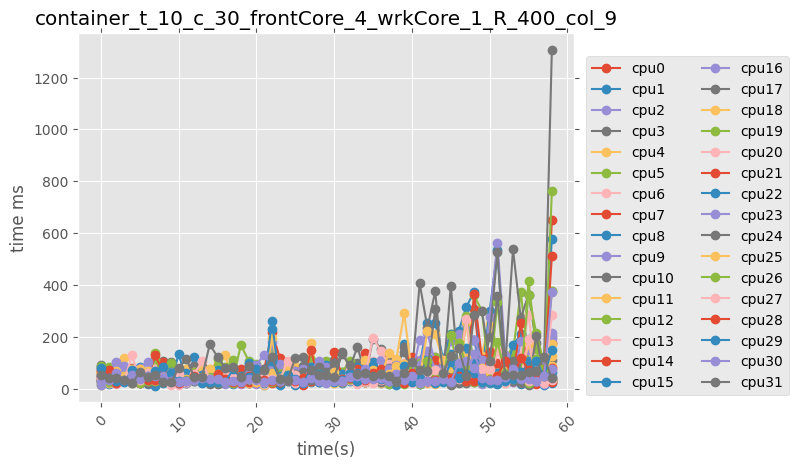 container_t_10_c_30_frontCore_4_wrkCore_1_R_400_col_9
time ms
1200
1000
800
600
400
200
0
0
10
20
30
40
50
60
time(s)
cpu0
cpu1
cpu2
cpu3
cpu4
cpu5
cpu6
cpu7
cpu8
cpu9
cpu10
cpu11
cpu12
cpu13
cpu14
cpu15
cpu16
cpu17
cpu18
cpu19
cpu20
cpu21
cpu22
cpu23
cpu24
cpu25
cpu26
cpu27
cpu28
cpu29
cpu30
cpu31